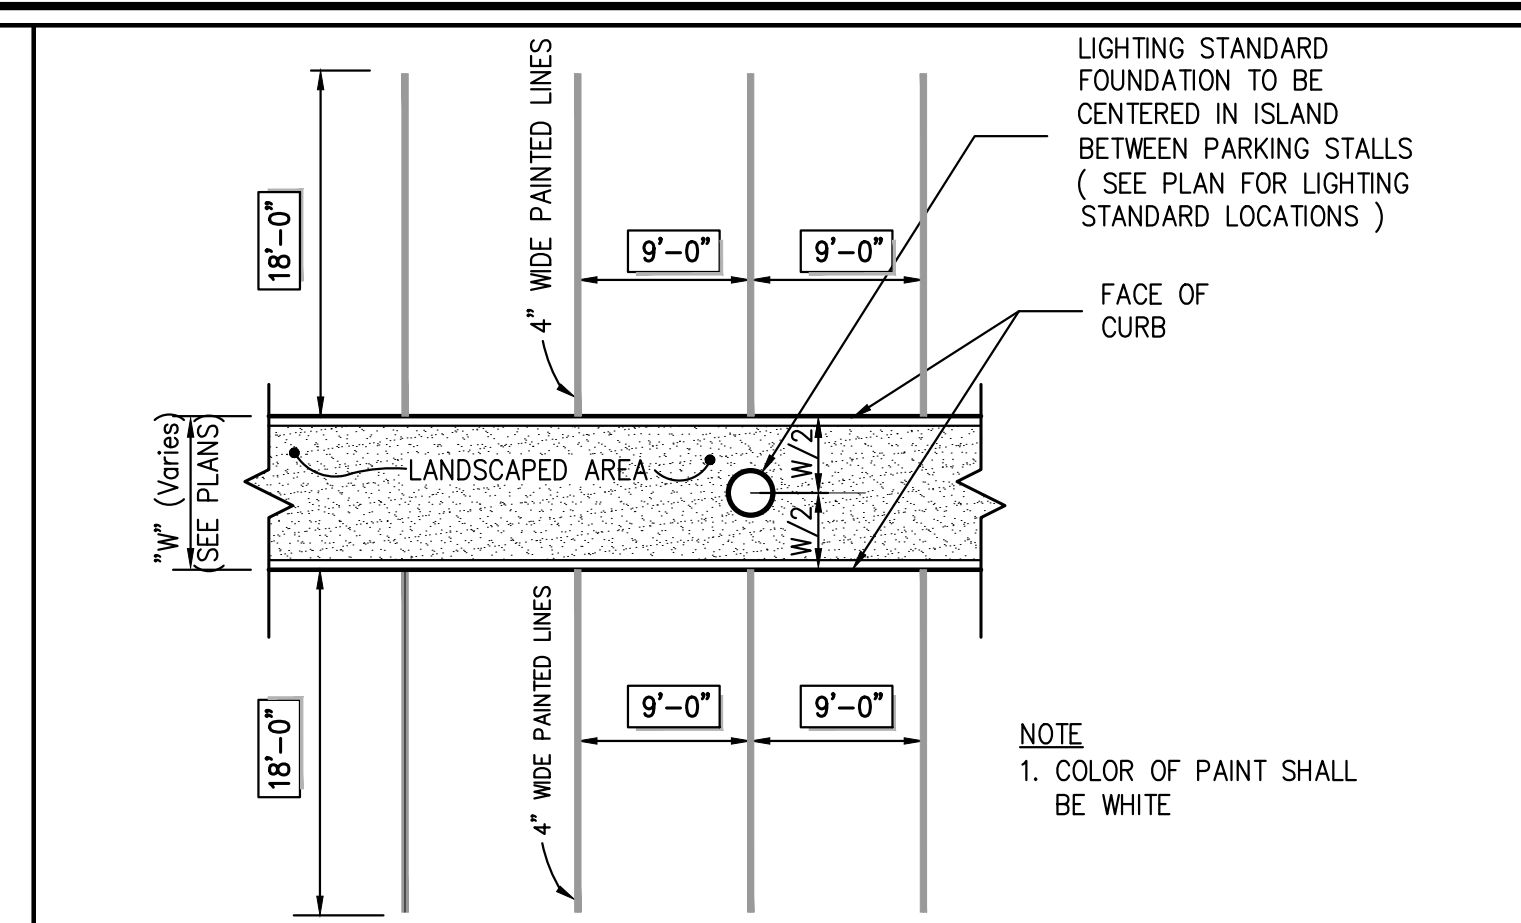 LIGHTING STANDARD
FOUNDATION TO BE
CENTERED IN ISLAND
BETWEEN PARKING STALLS
( SEE PLAN FOR LIGHTING
STANDARD LOCATIONS )
4" WIDE PAINTED LINES
18'-0"
9'-0"
9'-0"
FACE OF
CURB
"W" (Varies)
(SEE PLANS)
LANDSCAPED AREA
W/2
W/2
4" WIDE PAINTED LINES
18'-0"
9'-0"
9'-0"
NOTE
1. COLOR OF PAINT SHALL
BE WHITE